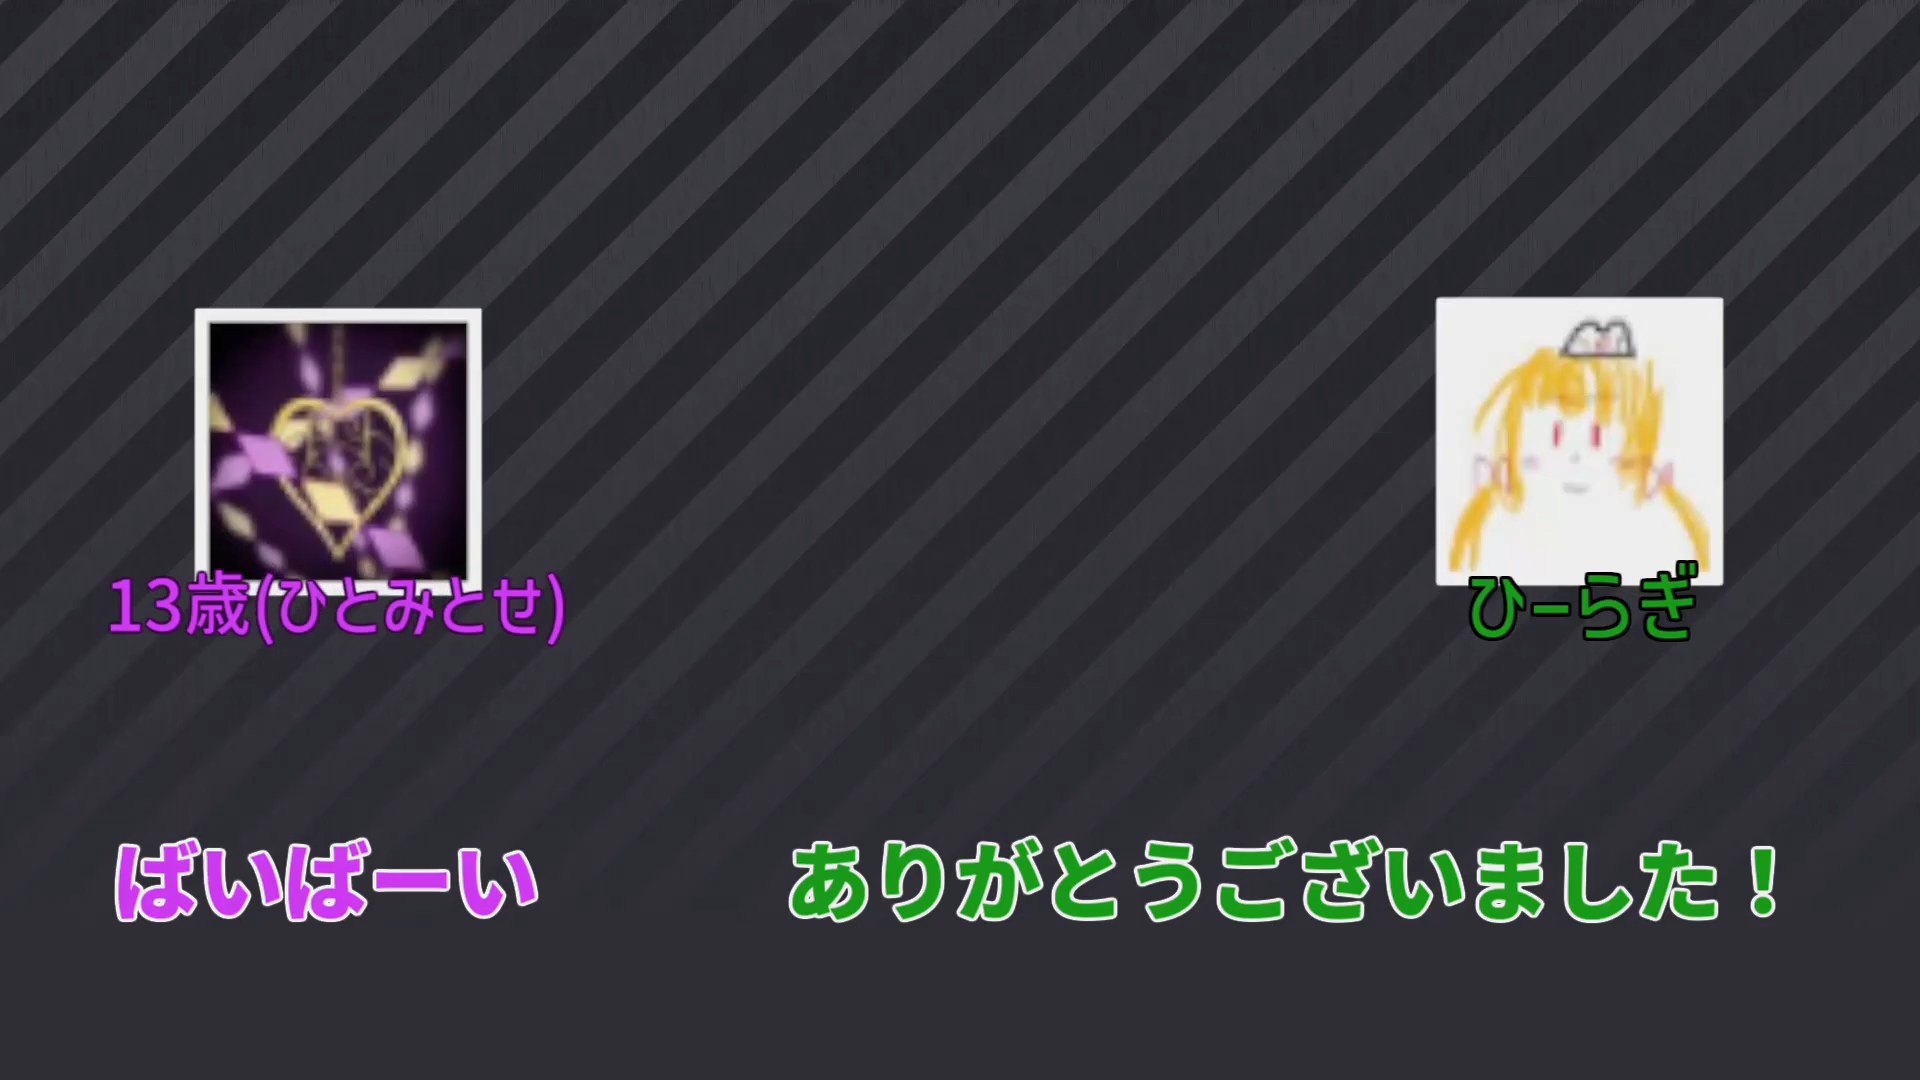 13歳(ひとみとせ)
ひーらぎ
ばいばーい
ありがとうございました！